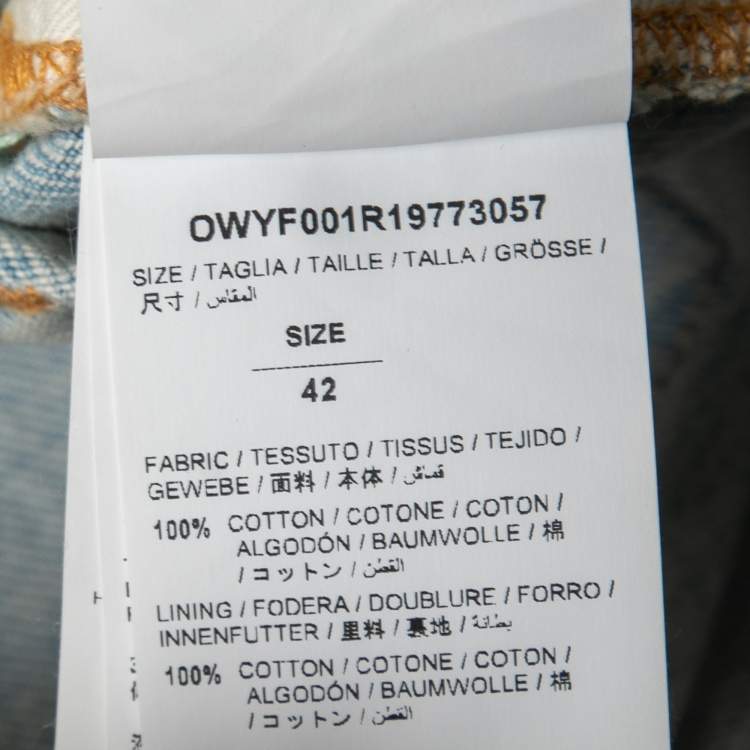 OWYF001R19773057
SIZE / TAGLIA / TAILLE / TALLA / GRÖSSE /
尺寸 / المقاس
SIZE
42
FABRIC / TESSUTO / TISSUS / TEJIDO /
GEWEBE / 面料 / 本体 / قماش
100% COTTON / COTONE / COTON /
ALGODÓN / BAUMWOLLE / 棉
/ コットン / القطن
LINING / FODERA / DOUBLURE / FORRO /
INNENFUTTER / 里料 / 裏地 / بطانة
100% COTTON / COTONE / COTON /
ALGODÓN / BAUMWOLLE / 棉
/ コットン / القطن